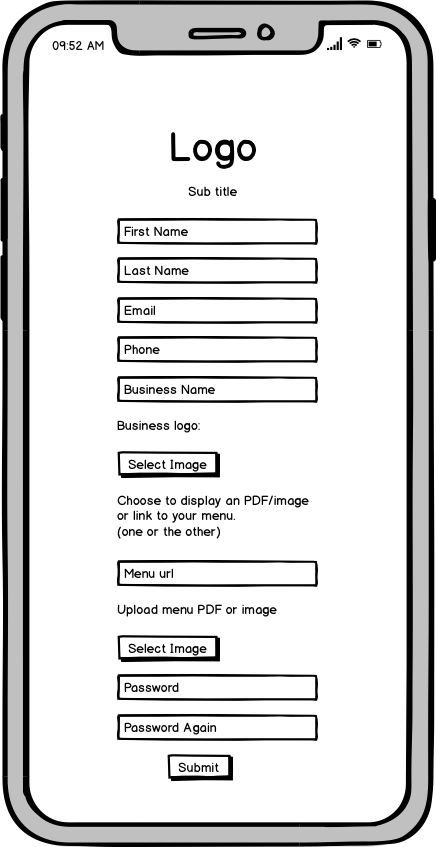 09:52 AM
Logo
Sub title
First Name
Last Name
Email
Phone
Business Name
Business logo:
Select Image
Choose to display an PDF/image
or link to your menu.
(one or the other)
Menu url
Upload menu PDF or image
Select Image
Password
Password Again
Submit